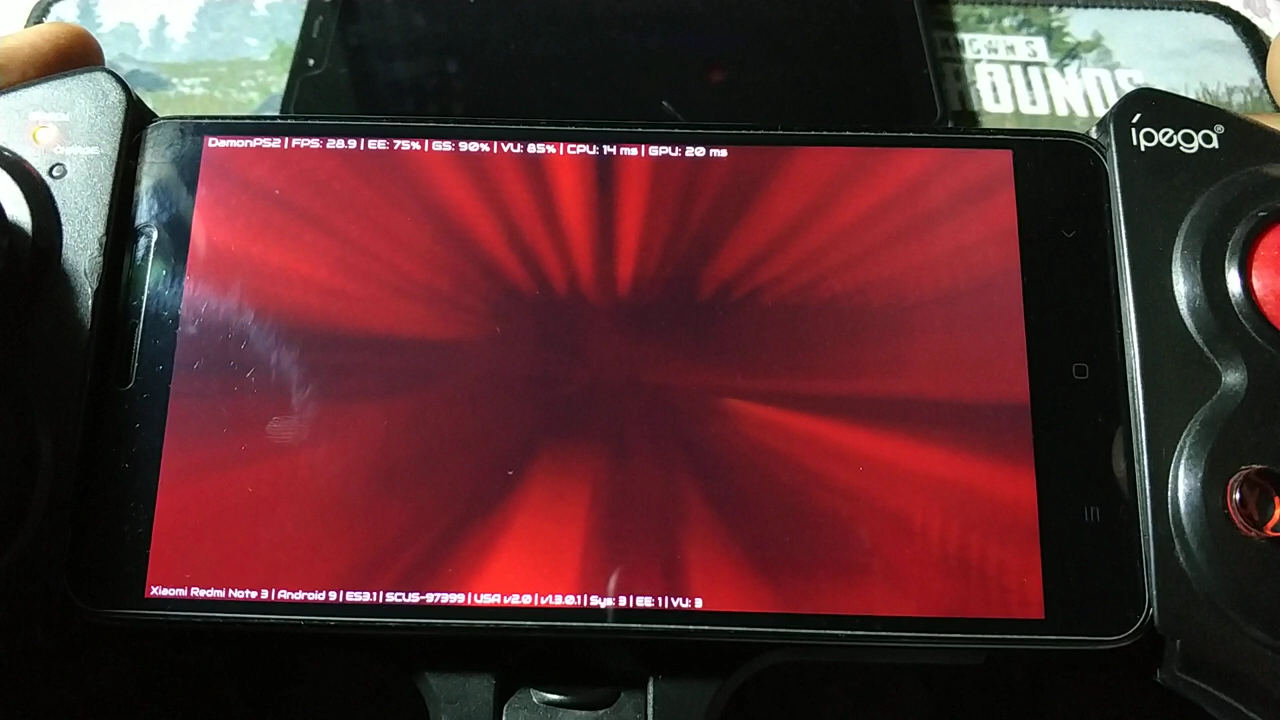 KNOWN'S
ROUNDS
ípega®
DamonPS2 | FPS: 28.9 | EE: 75% | GS: 90% | VU: 85% | CPU: 14 ms | GPU: 20 ms
Xiaomi Redmi Note 3 | Android 9 | ES3.1 | SCUS-97399 | USA v2.0 | v1.3.0.1 | Sys: 3 | EE: 1 | VU: 3